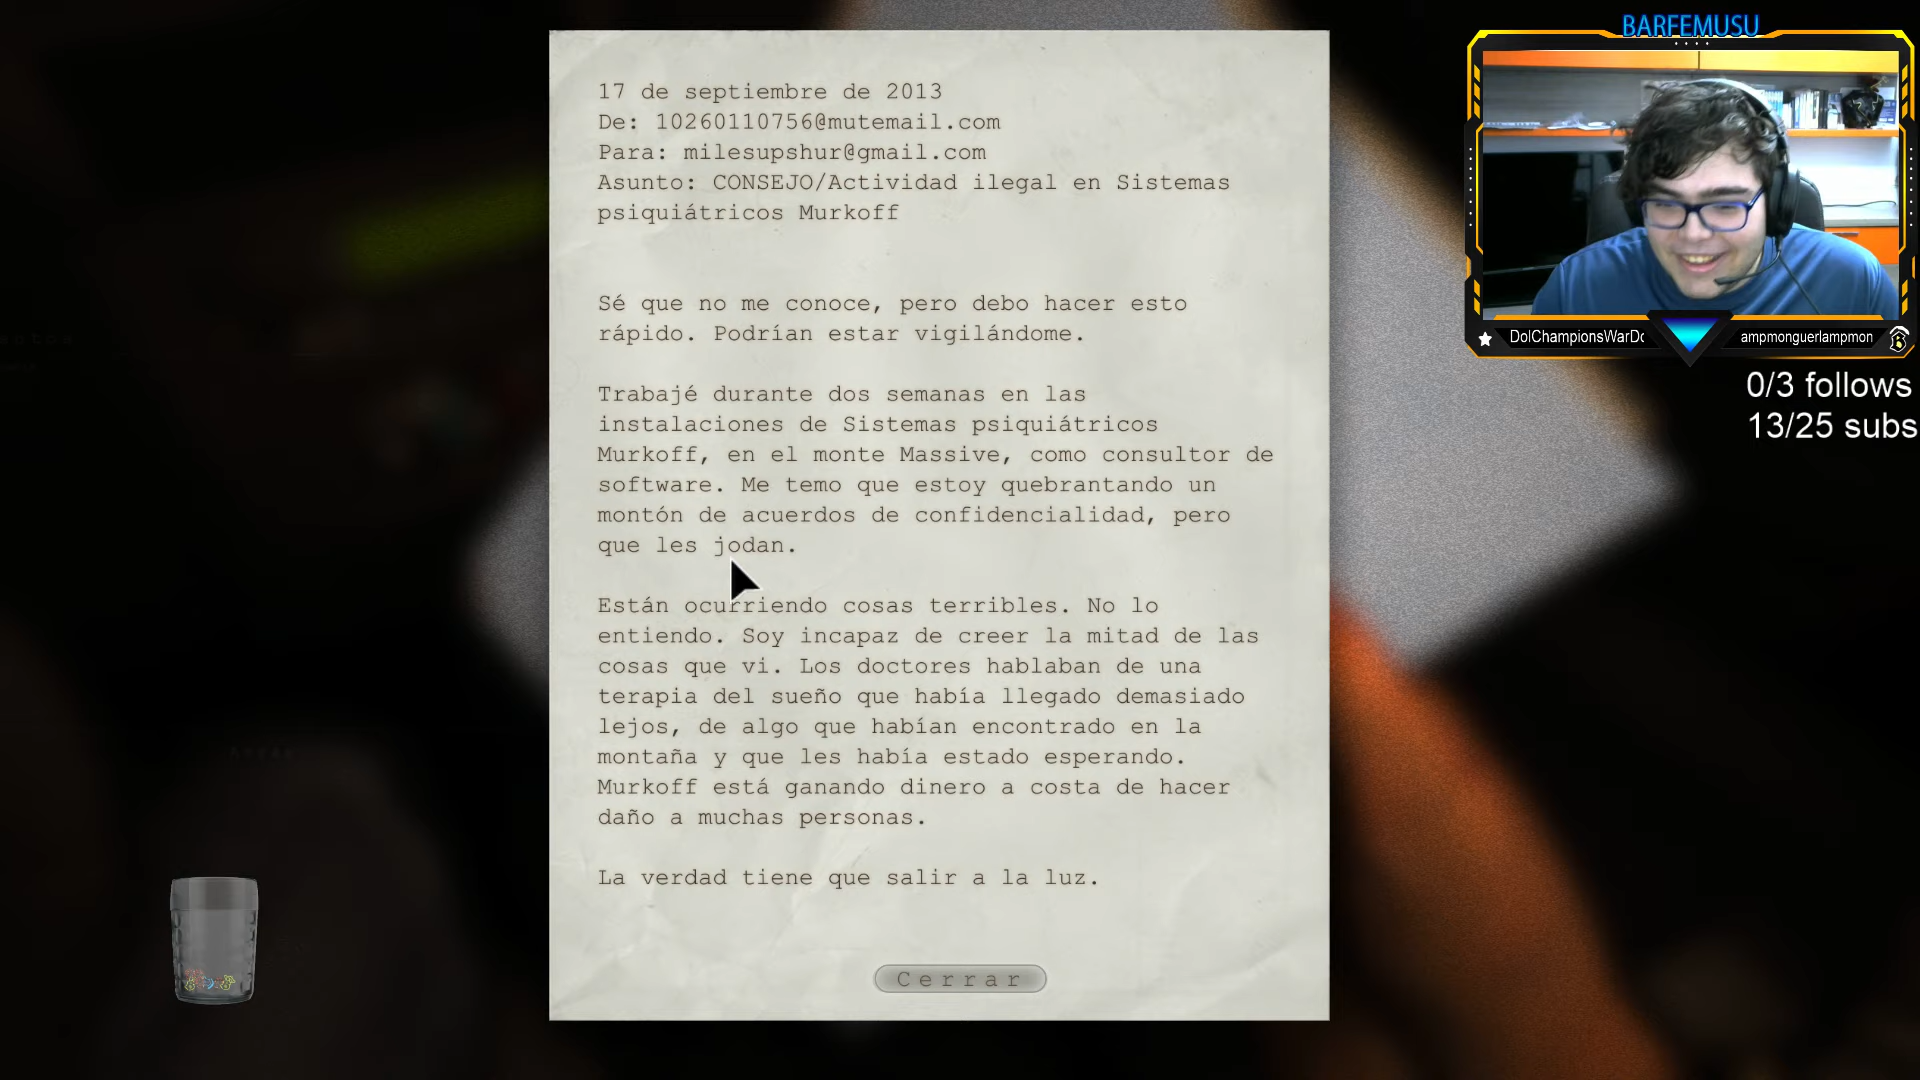 BARFEMUSU
17 de septiembre de 2013
De: 10260110756@mutemail.com
Para: milesupshur@gmail.com
Asunto: CONSEJO/Actividad ilegal en Sistemas
psiquiátricos Murkoff
Sé que no me conoce, pero debo hacer esto
rápido. Podrían estar vigilándome.
Trabajé durante dos semanas en las
instalaciones de Sistemas psiquiátricos
Murkoff, en el monte Massive, como consultor de
software. Me temo que estoy quebrantando un
montón de acuerdos de confidencialidad, pero
que les jodan.
Están ocurriendo cosas terribles. No lo
entiendo. Soy incapaz de creer la mitad de las
cosas que vi. Los doctores hablaban de una
terapia del sueño que había llegado demasiado
lejos, de algo que habían encontrado en la
montaña y que les había estado esperando.
Murkoff está ganando dinero a costa de hacer
daño a muchas personas.
La verdad tiene que salir a la luz.
Cerrar
ampmonguerlampmon
0/3 follows
13/25 subs